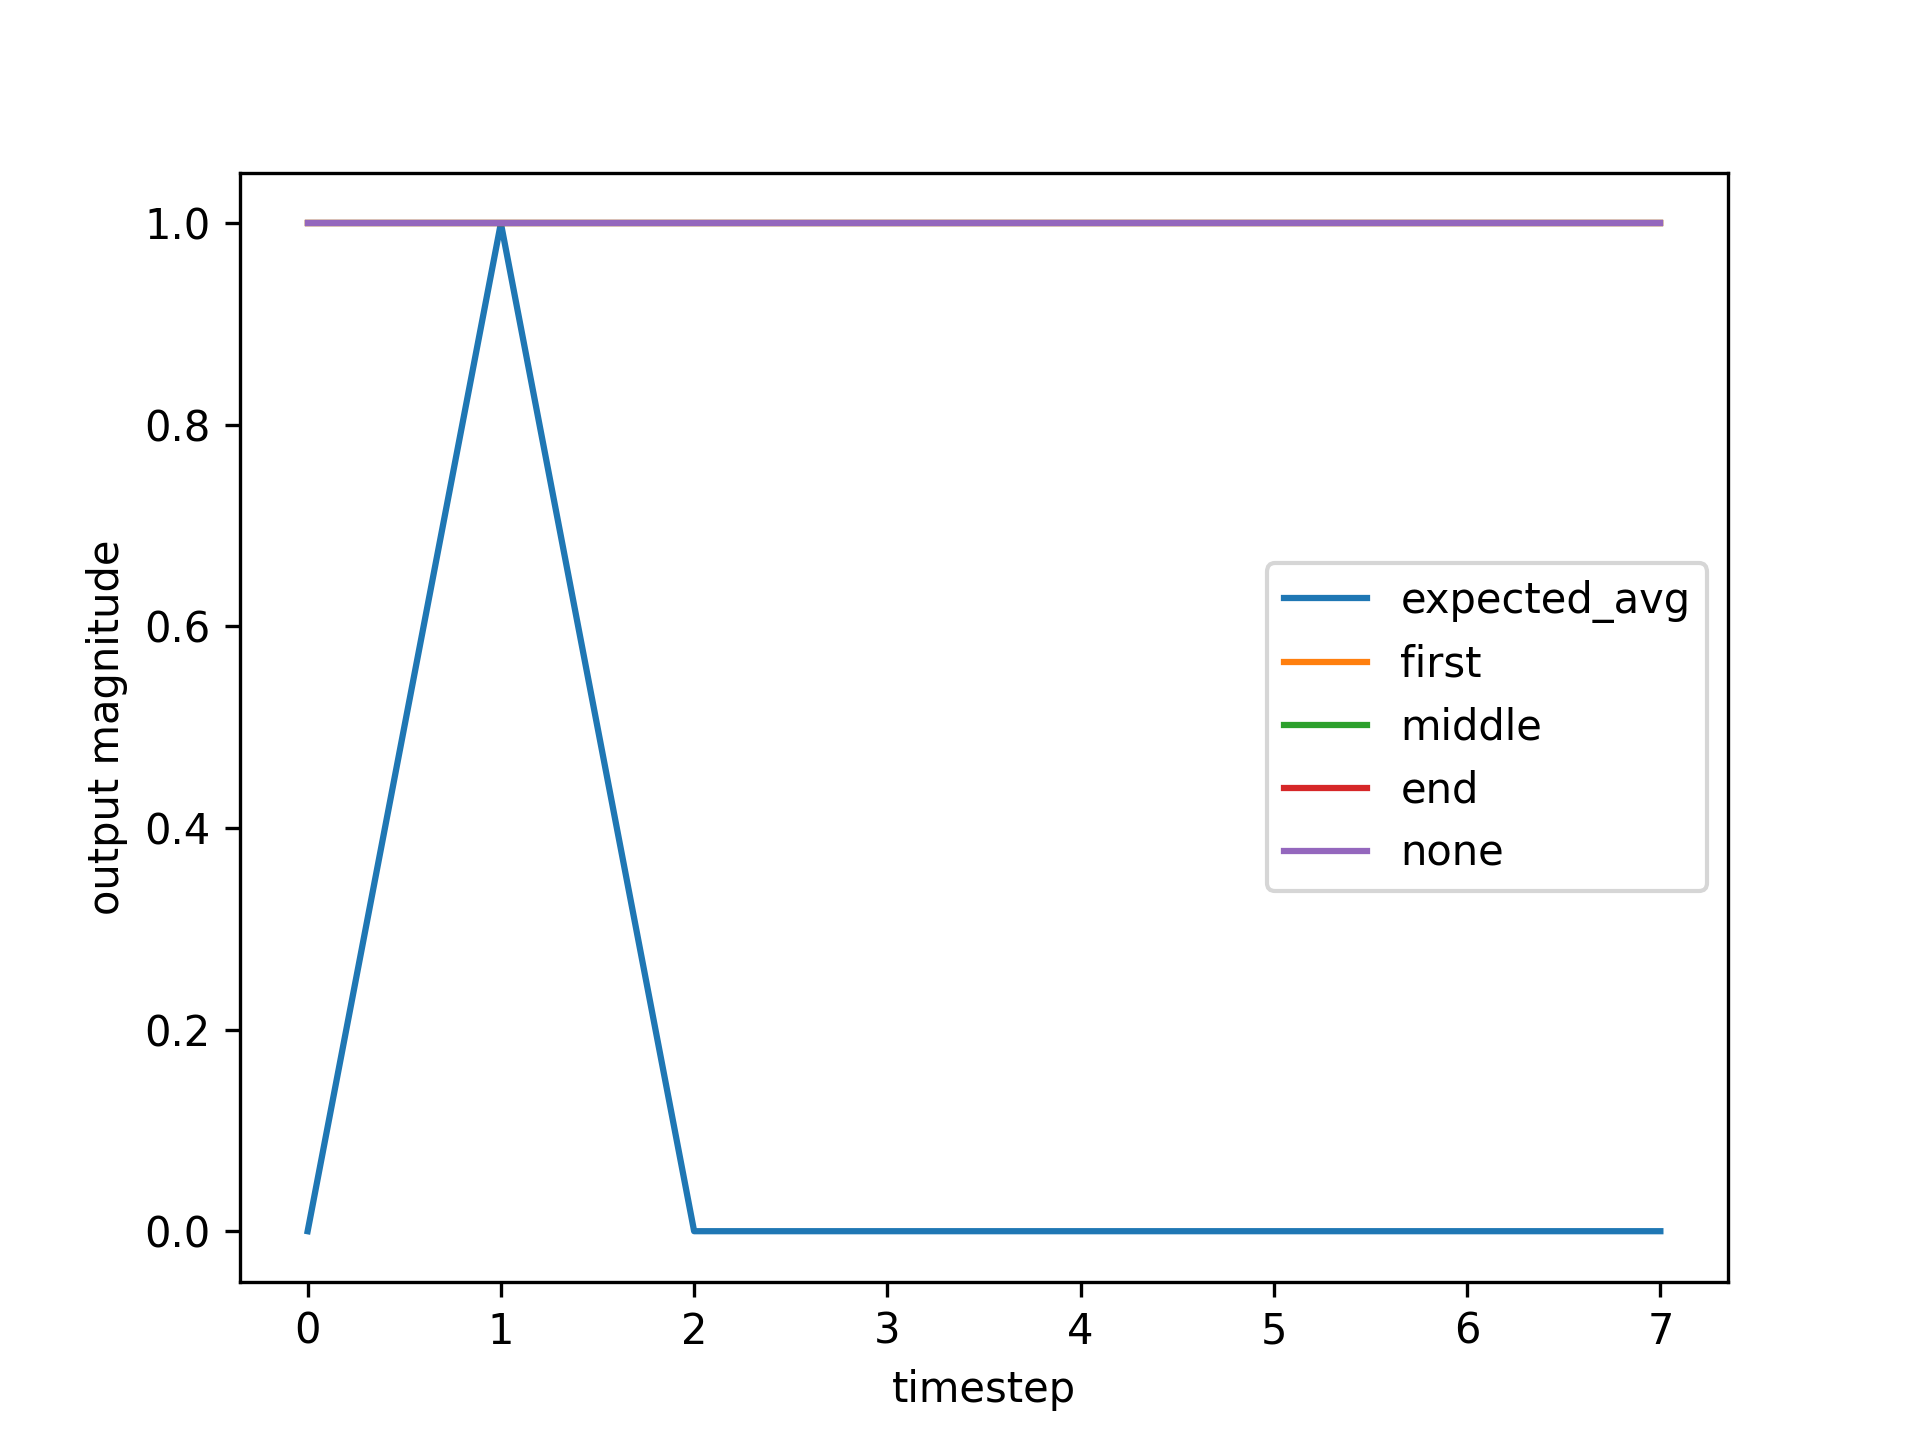 1.0
0.8
0.6
0.4
0.2
0.0
output magnitude
0 1 2 3 4 5 6 7
timestep
expected_avg
first
middle
end
none